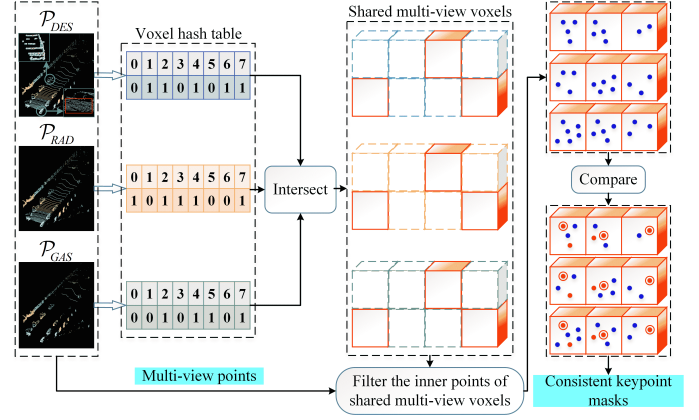 P_DES
P_RAD
P_GAS
Voxel hash table
0 1 2 3 4 5 6 7
0 1 1 0 1 0 1 1
0 1 2 3 4 5 6 7
1 0 1 1 1 0 0 1
0 1 2 3 4 5 6 7
0 0 1 1 0 1 0 1
Intersect
Shared multi-view voxels
Compare
Multi-view points
Filter the inner points of
shared multi-view voxels
Consistent keypoint
masks